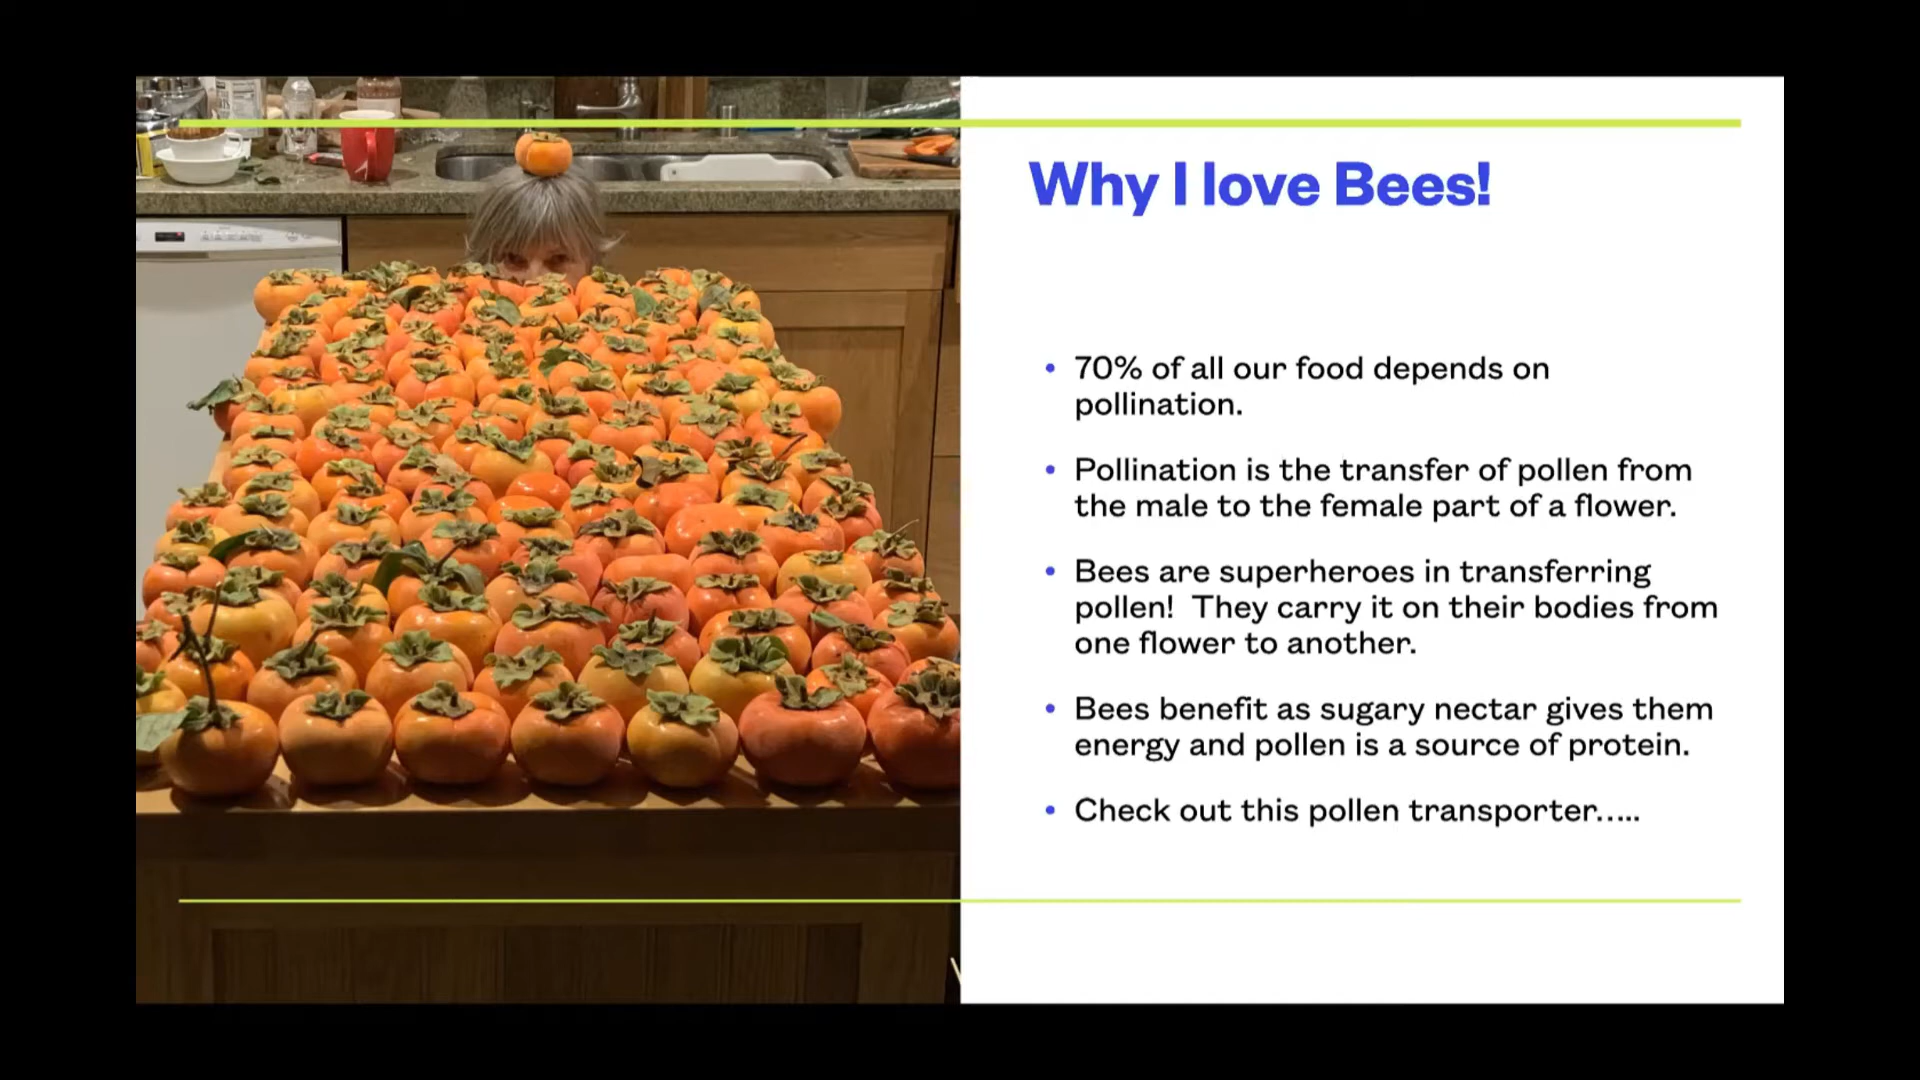 Why I love Bees!
• 70% of all our food depends on
pollination.
• Pollination is the transfer of pollen from
the male to the female part of a flower.
• Bees are superheroes in transferring
pollen!  They carry it on their bodies from
one flower to another.
• Bees benefit as sugary nectar gives them
energy and pollen is a source of protein.
• Check out this pollen transporter…..